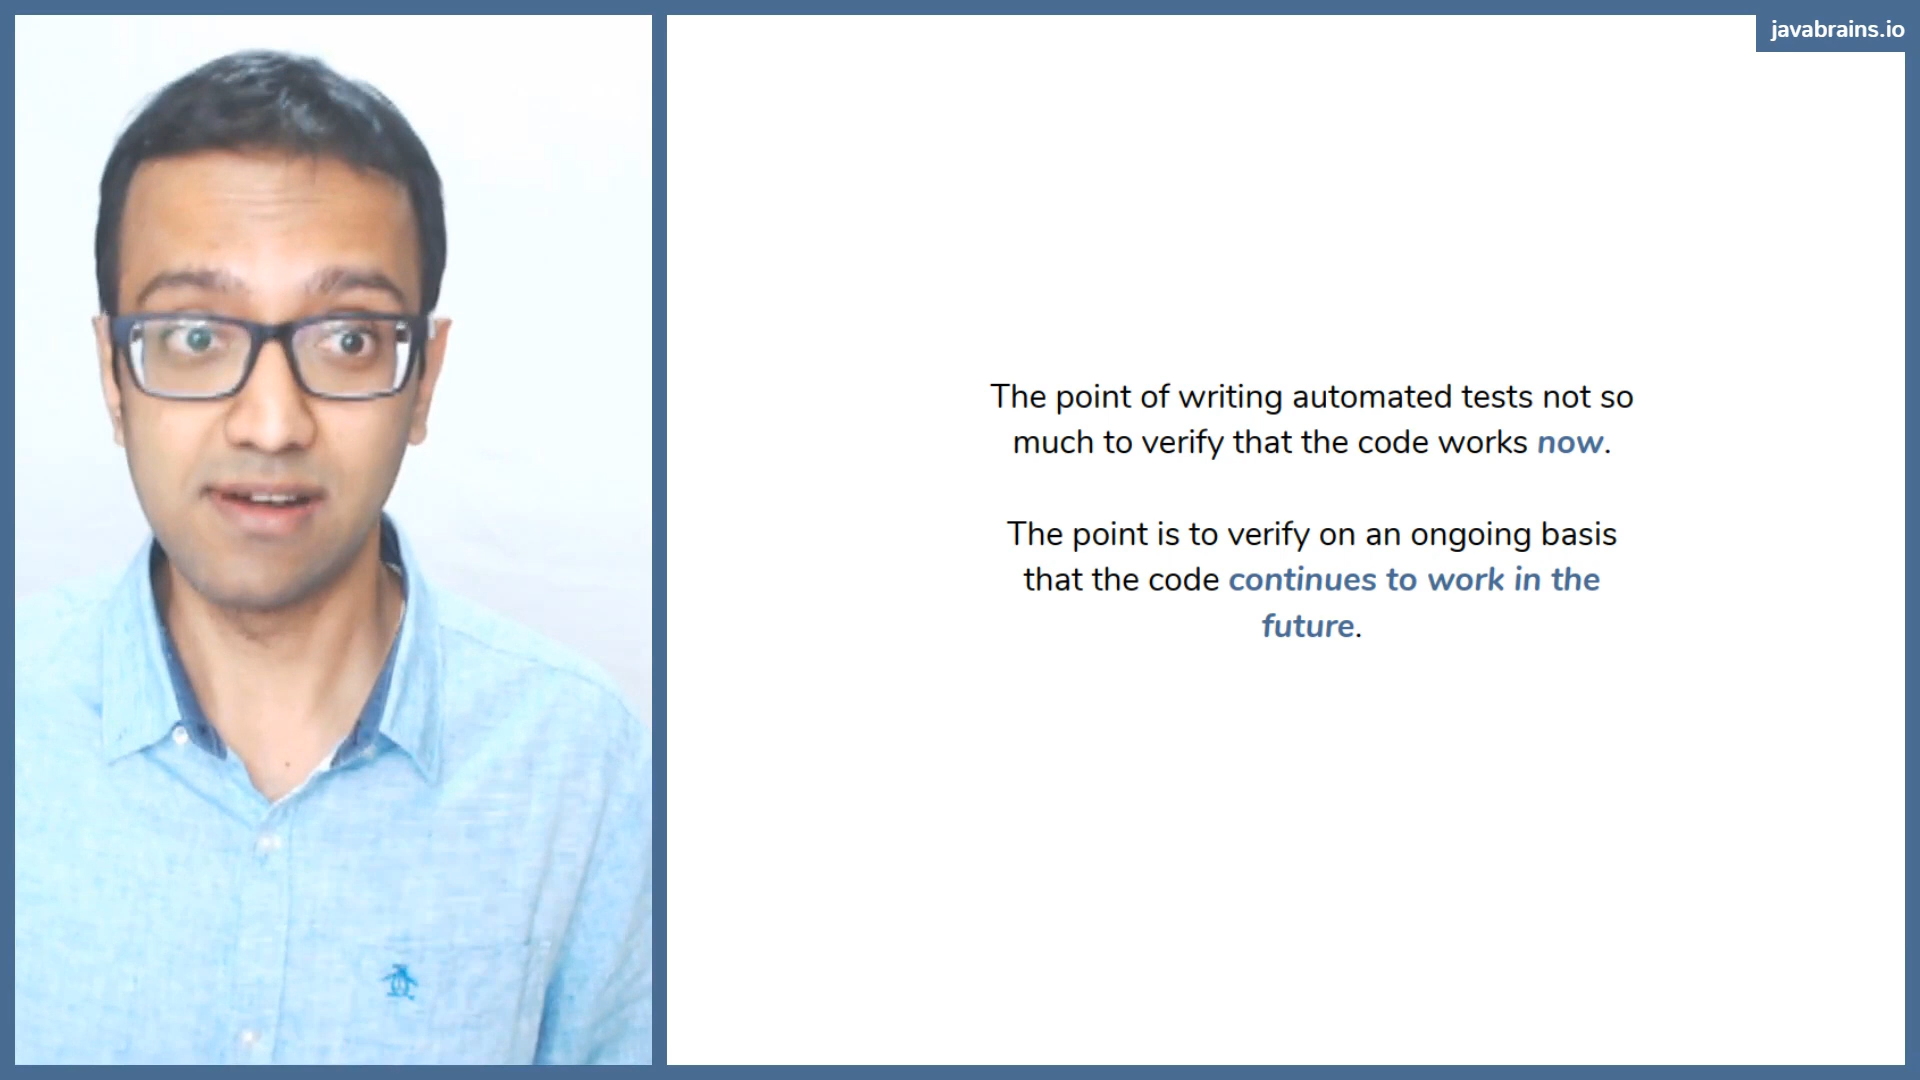 javabrains.io
The point of writing automated tests not so
much to verify that the code works now.
The point is to verify on an ongoing basis
that the code continues to work in the
future.